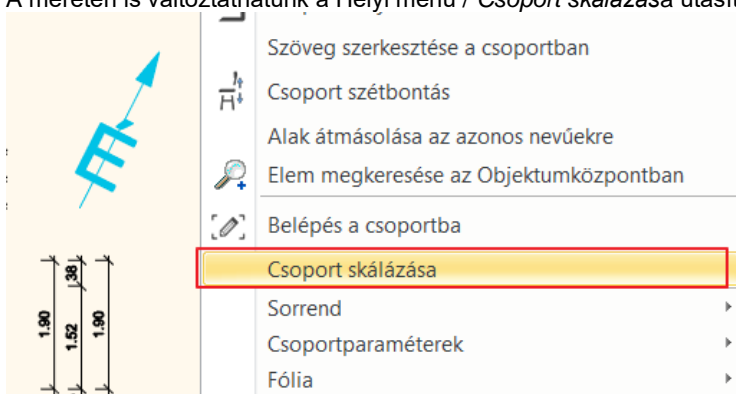 A méretén is változtathatunk a Helyi menü / Csoport skálázása utasít
Szöveg szerkesztése a csoportban
Csoport szétbontás
Alak átmásolása az azonos nevűekre
Elem megkeresése az Objektumközpontban
Belépés a csoportba
Csoport skálázása
Sorrend
Csoportparaméterek
Fólia
É
38
1.90
1.52
1.90